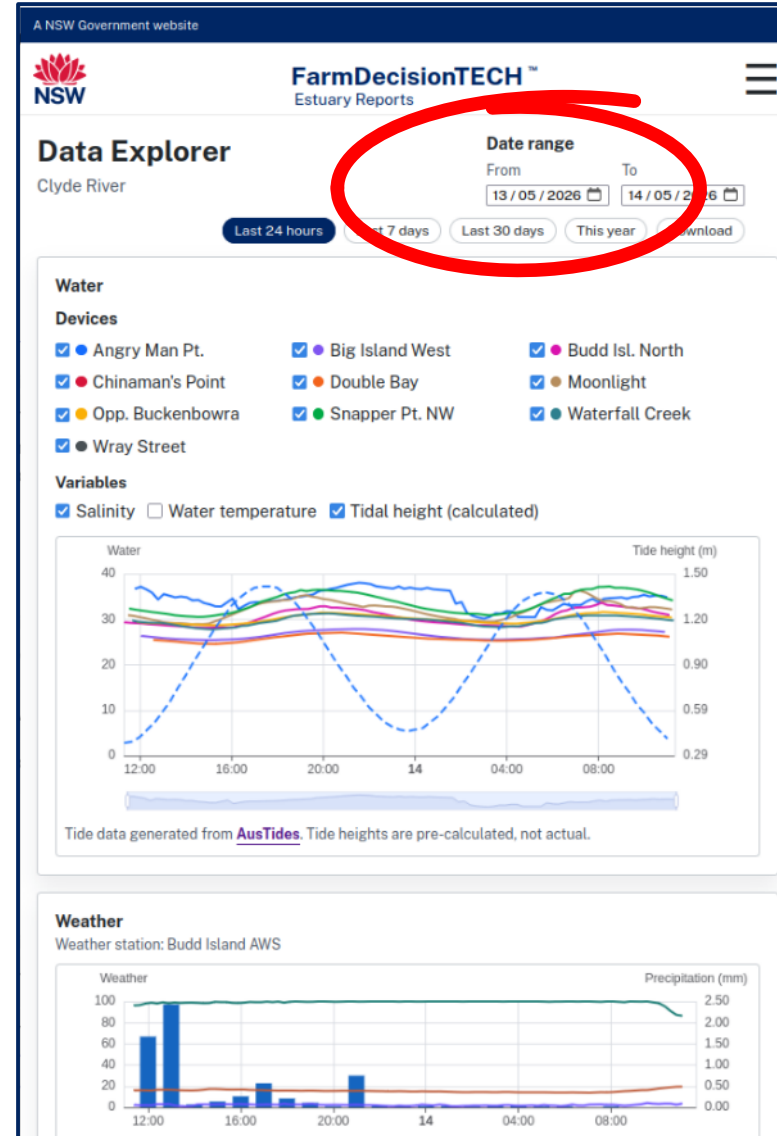 A NSW Government website
NSW
FarmDecisionTECH ™
Estuary Reports
Data Explorer
Clyde River
Date range
From To
13 / 05 / 2026 14 / 05 /
Last 24 hours 7 days Last 30 days This year
Water
Devices
Angry Man Pt. Big Island West Budd Isl. North
Chinaman's Point Double Bay Moonlight
Opp. Buckenbowra Snapper Pt. NW Waterfall Creek
Wray Street
Variables
Salinity Water temperature Tidal height (calculated)
Water Tide height (m)
40 1.50
30 1.20
20 0.90
10 0.59
0 0.29
12:00 16:00 20:00 14 04:00 08:00
Tide data generated from AusTides. Tide heights are pre-calculated, not actual.
Weather
Weather station: Budd Island AWS
Weather Precipitation (mm)
100 2.50
80 2.00
60 1.50
40 1.00
20 0.50
0 0.00
12:00 16:00 20:00 14 04:00 08:00